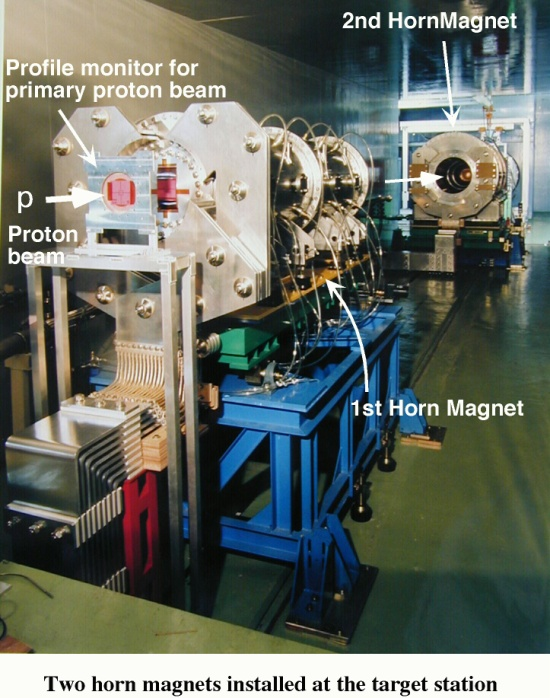 2nd HornMagnet
Profile monitor for
primary proton beam
p
Proton
beam
1st Horn Magnet
Two horn magnets installed at the target station